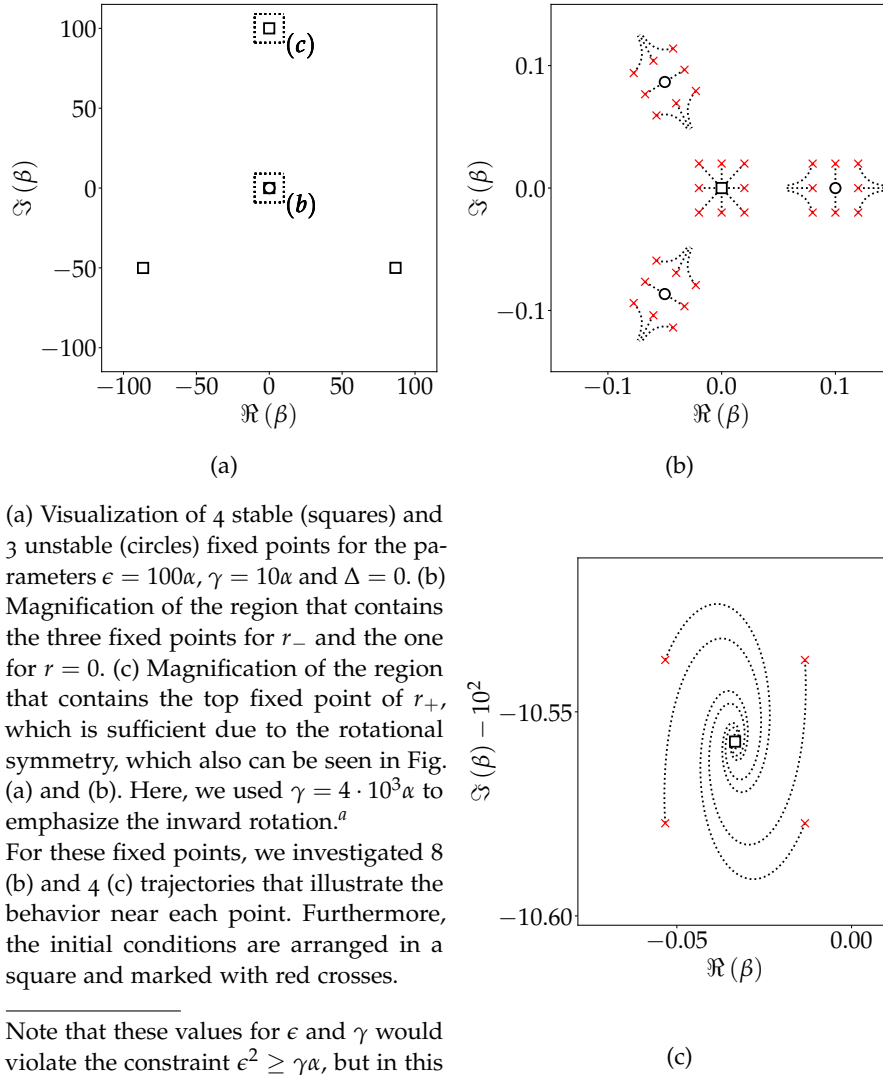 100
50
0
−50
−100
ℑ (β)
(c)
(b)
−100 −50 0 50 100
ℜ (β)
(a)
0.1
0.0
−0.1
ℑ (β)
−0.1 0.0 0.1
ℜ (β)
(b)
(a) Visualization of 4 stable (squares) and
3 unstable (circles) fixed points for the pa-
rameters ϵ = 100α, γ = 10α and Δ = 0. (b)
Magnification of the region that contains
the three fixed points for r₋ and the one
for r = 0. (c) Magnification of the region
that contains the top fixed point of r₊,
which is sufficient due to the rotational
symmetry, which also can be seen in Fig.
(a) and (b). Here, we used γ = 4 · 10³α to
emphasize the inward rotation.ᵃ
For these fixed points, we investigated 8
(b) and 4 (c) trajectories that illustrate the
behavior near each point. Furthermore,
the initial conditions are arranged in a
square and marked with red crosses.
Note that these values for ϵ and γ would
violate the constraint ϵ² ≥ γα, but in this
−10.55
−10.60
ℑ (β) − 10²
−0.05 0.00
ℜ (β)
(c)